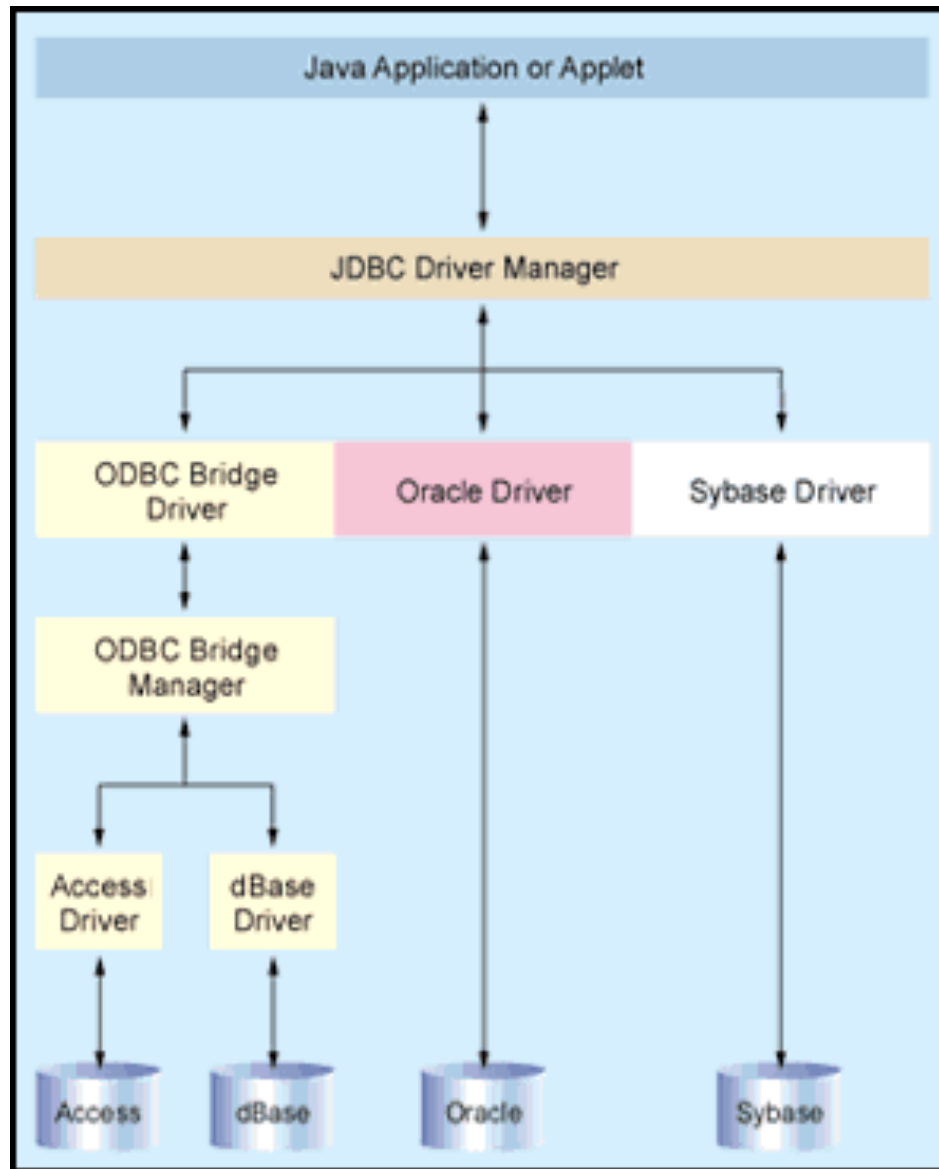 Java Application or Applet
JDBC Driver Manager
ODBC Bridge
Driver
Oracle Driver
Sybase Driver
ODBC Bridge
Manager
Access
Driver
dBase
Driver
Access
dBase
Oracle
Sybase